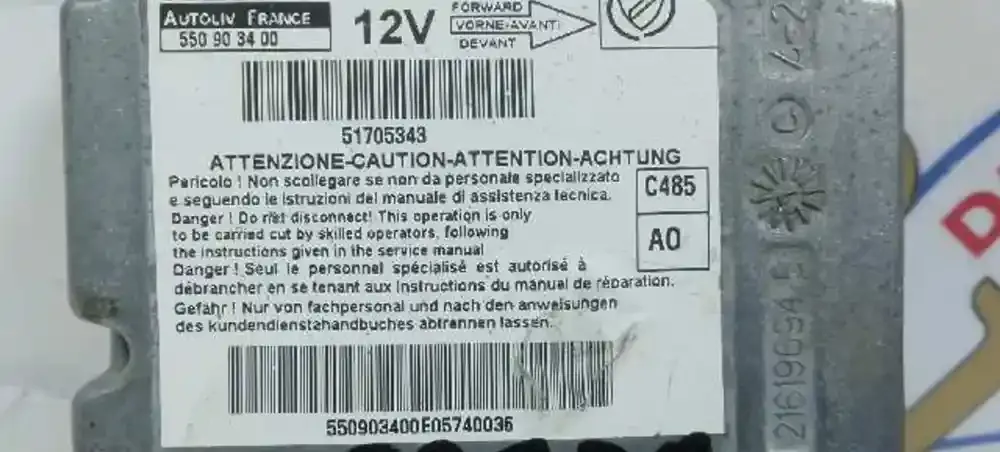 AUTOLIV FRANCE
550 90 34 00
12V
FORWARD
VORNE-AVANTI
DEVANT
51705343
ATTENZIONE-CAUTION-ATTENTION-ACHTUNG
Pericolo ! Non scollegare se non da personale specializzato
e seguendo le istruzioni del manuale di assistenza tecnica.
Danger ! Do not disconnect! This operation is only
to be carried out by skilled operators, following
the instructions given in the service manual
Danger ! Seul le personnel spécialisé est autorisé à
débrancher en se tenant aux instructions du manuel de réparation.
Gefahr ! Nur von fachpersonal und nach den anweisungen
des kundendiensthandbuches abtrennen lassen.
C485
A0
550903400E05740036
21619694